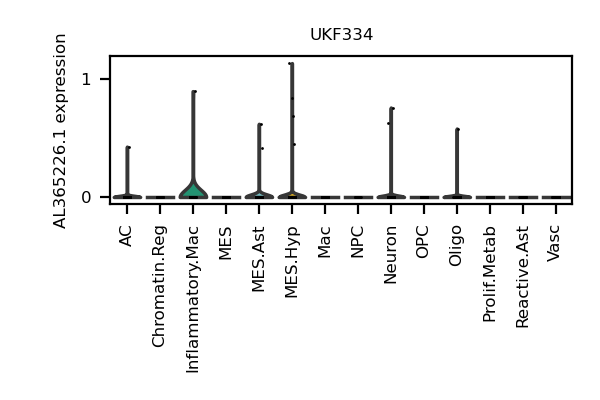 UKF334
AL365226.1 expression
1
0
AC
Chromatin.Reg
Inflammatory.Mac
MES
MES.Ast
MES.Hyp
Mac
NPC
Neuron
OPC
Oligo
Prolif.Metab
Reactive.Ast
Vasc